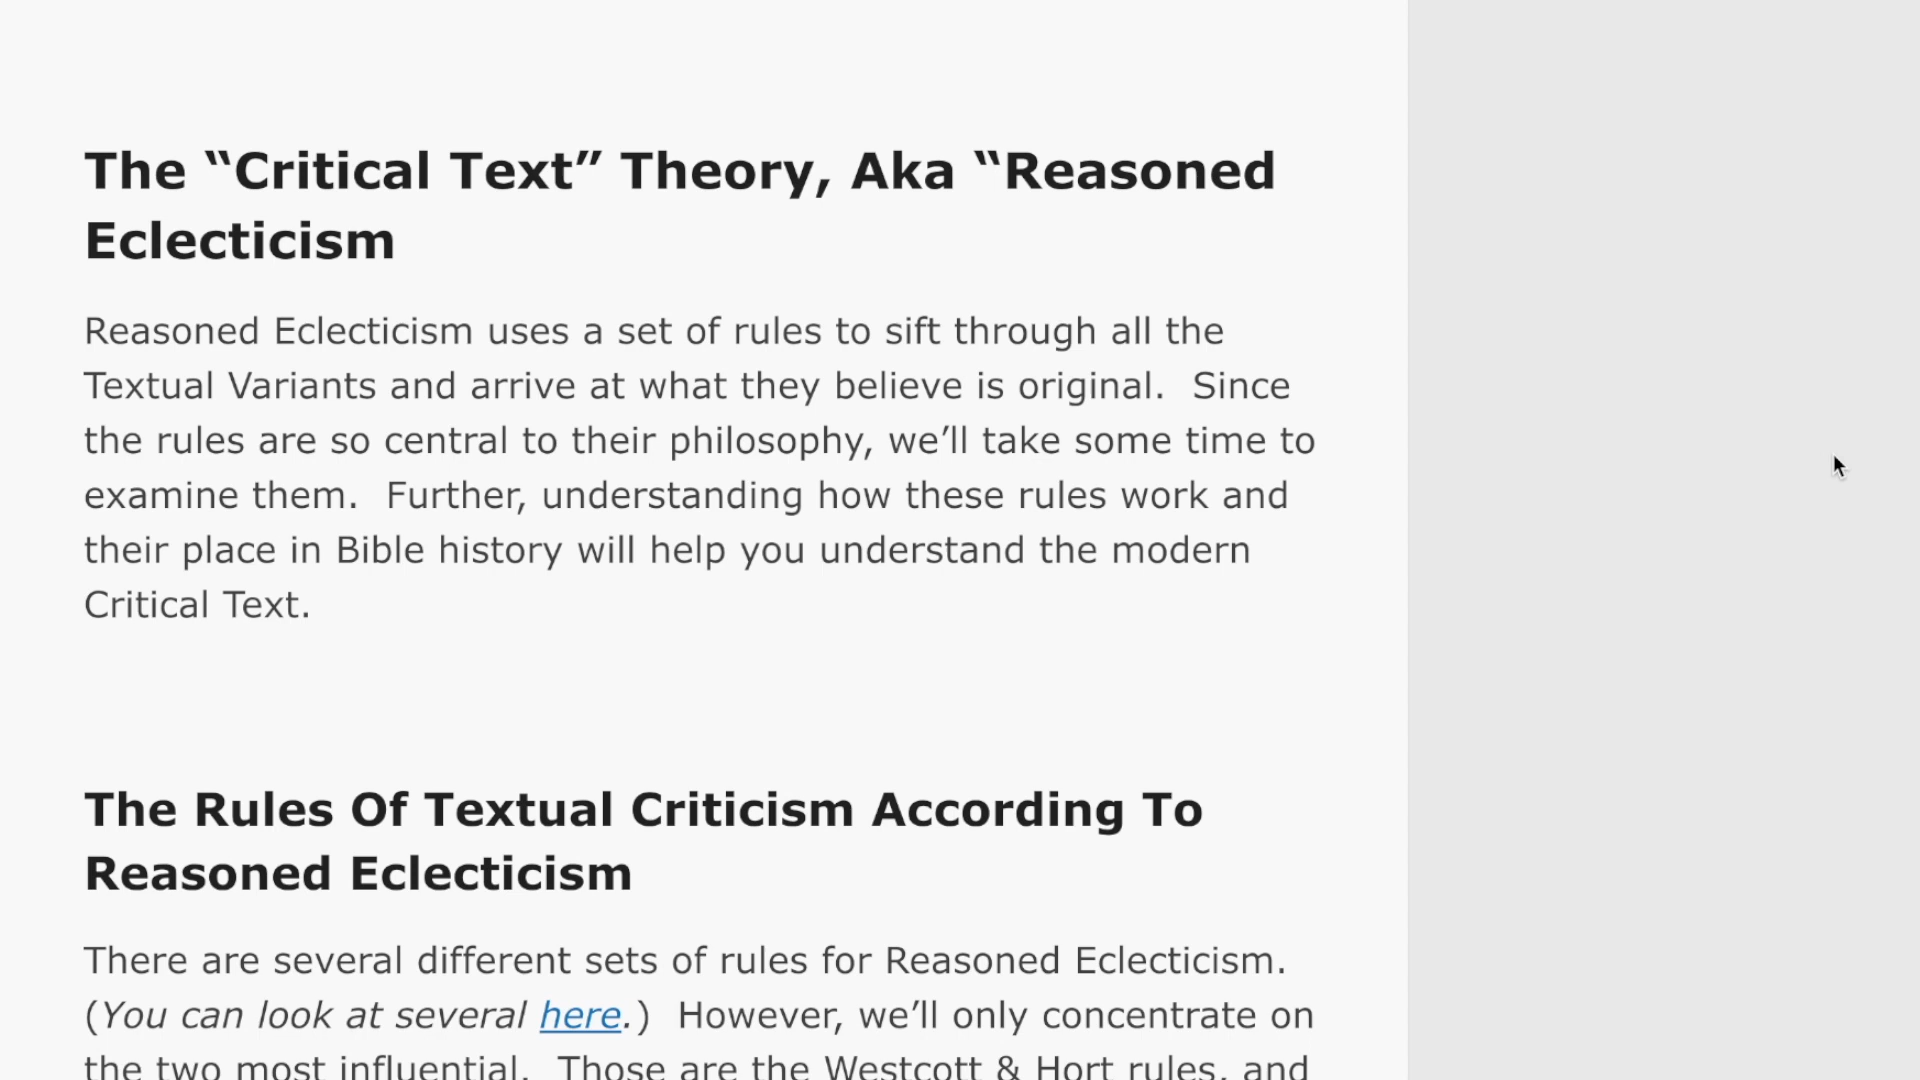 The “Critical Text” Theory, Aka “Reasoned
Eclecticism
Reasoned Eclecticism uses a set of rules to sift through all the
Textual Variants and arrive at what they believe is original.  Since
the rules are so central to their philosophy, we’ll take some time to
examine them.  Further, understanding how these rules work and
their place in Bible history will help you understand the modern
Critical Text.
The Rules Of Textual Criticism According To
Reasoned Eclecticism
There are several different sets of rules for Reasoned Eclecticism.
(You can look at several here.)  However, we’ll only concentrate on
the two most influential.  Those are the Westcott & Hort rules, and